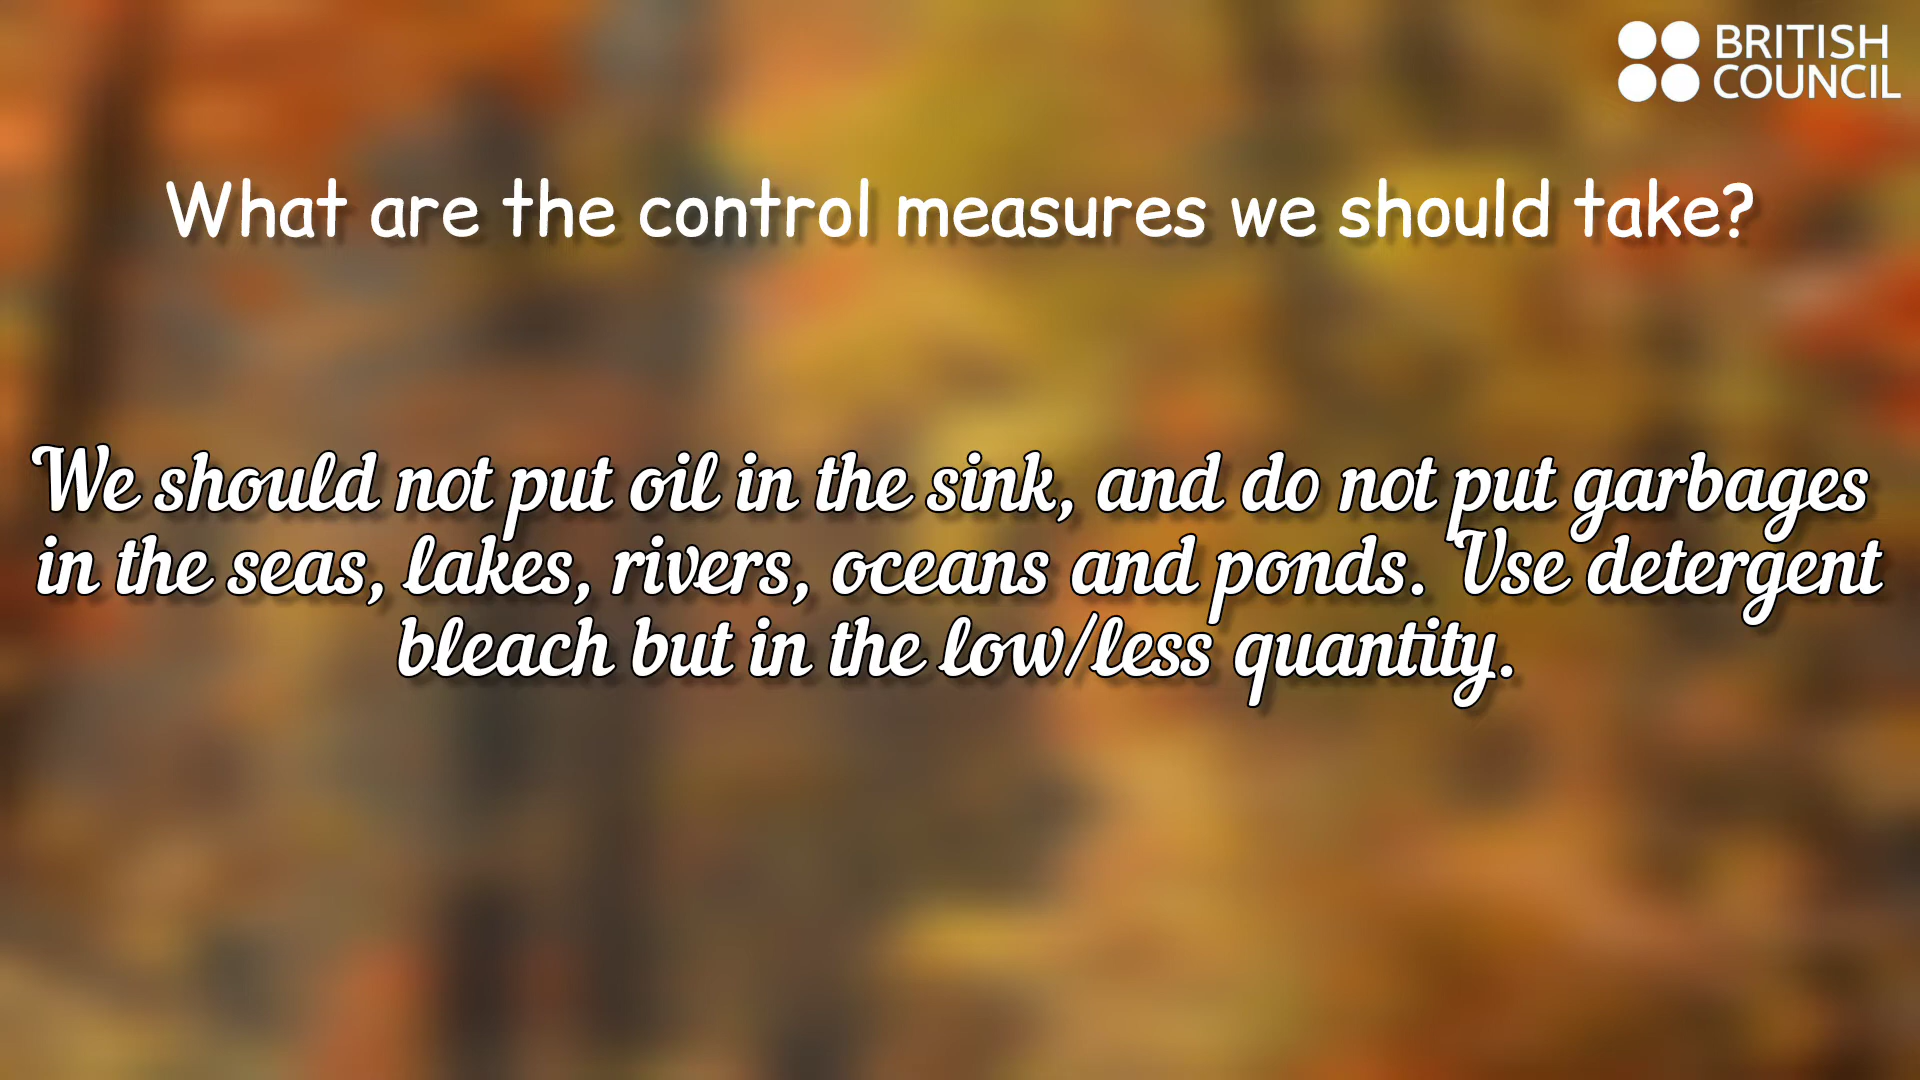 BRITISH
COUNCIL
What are the control measures we should take?
We should not put oil in the sink, and do not put garbages
in the seas, lakes, rivers, oceans and ponds. Use detergent
bleach but in the low/less quantity.